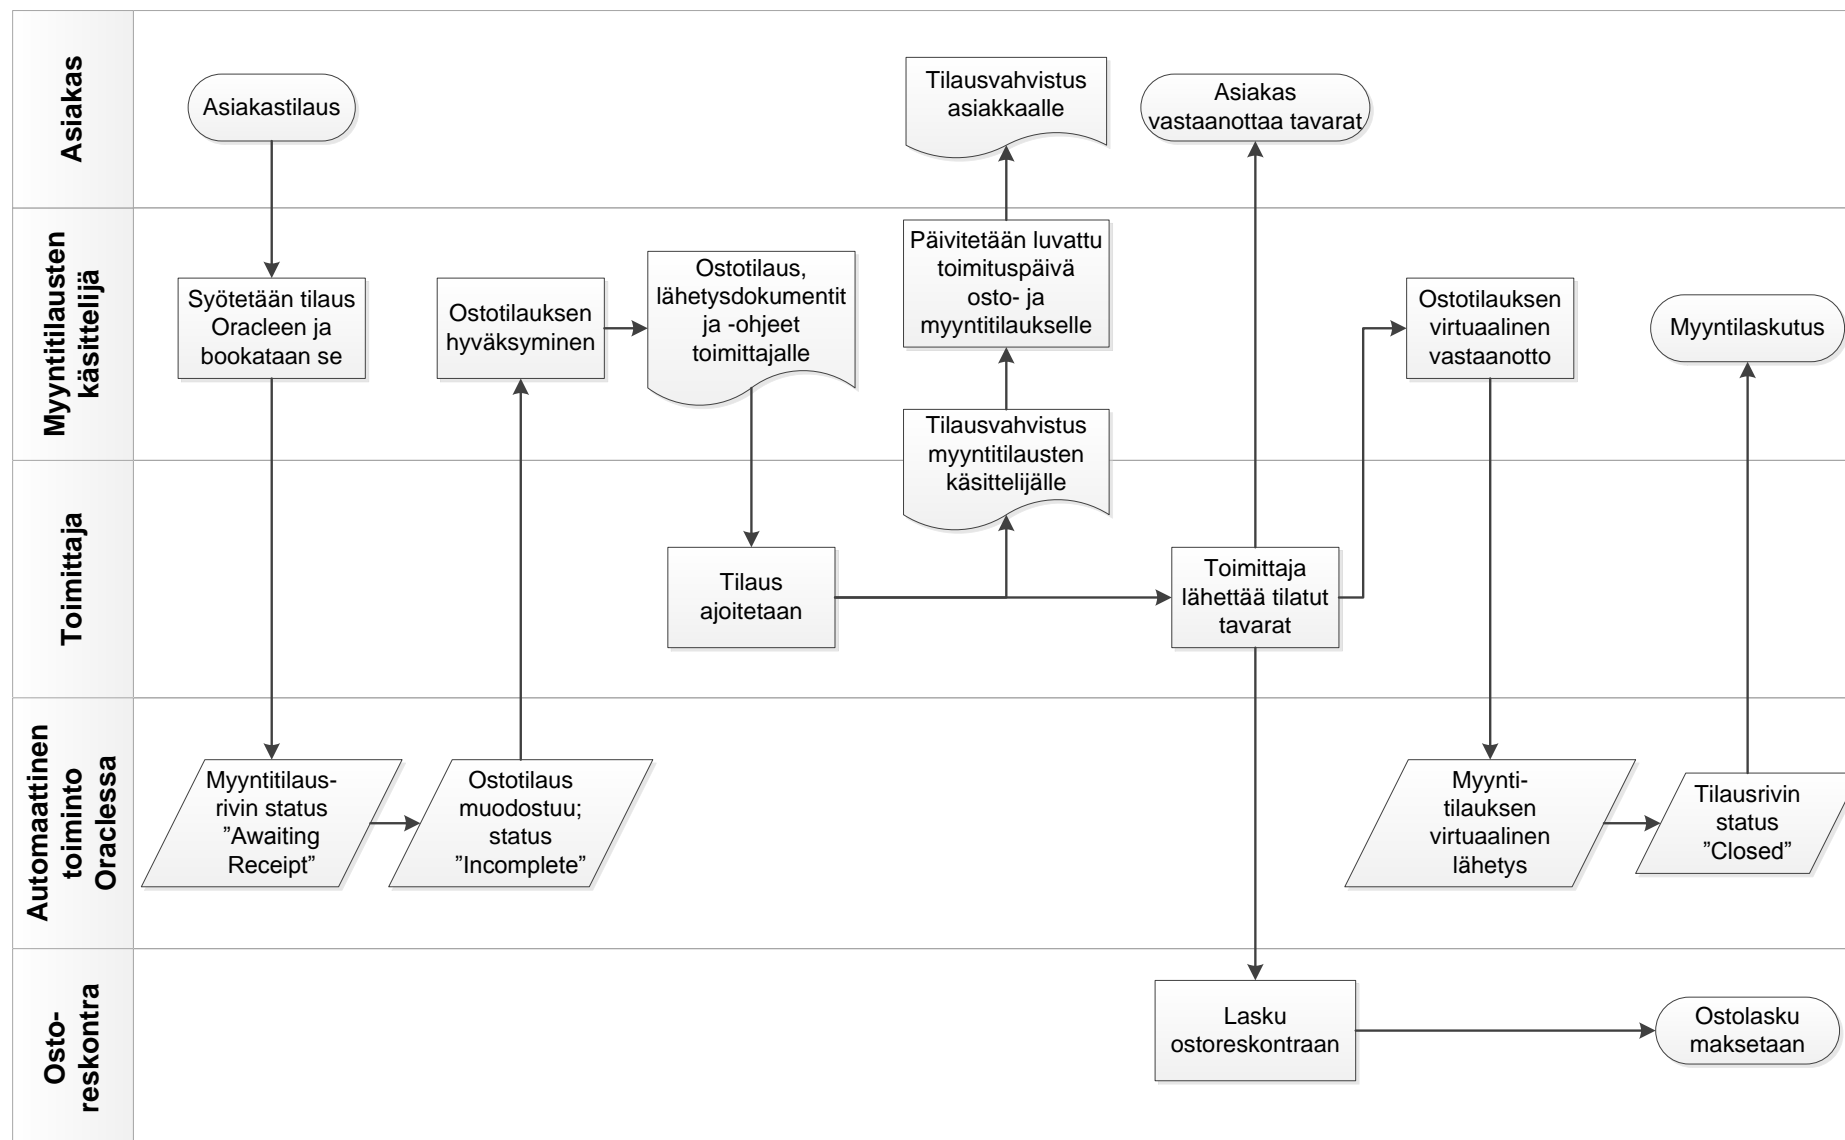 Asiakas
Asiakastilaus
Tilausvahvistus
asiakkaalle
Asiakas
vastaanottaa tavarat
Myyntitilausten
käsittelijä
Syötetään tilaus
Oracleen ja
bookataan se
Ostotilauksen
hyväksyminen
Ostotilaus,
lähetysdokumentit
ja -ohjeet
toimittajalle
Päivitetään luvattu
toimituspäivä
osto- ja
myyntitilaukselle
Tilausvahvistus
myyntitilausten
käsittelijälle
Ostotilauksen
virtuaalinen
vastaanotto
Myyntilaskutus
Toimittaja
Tilaus
ajoitetaan
Toimittaja
lähettää tilatut
tavarat
Automaattinen
toiminto
Oraclessa
Myyntitilaus-
rivin status
”Awaiting
Receipt”
Ostotilaus
muodostuu;
status
”Incomplete”
Myynti-
tilauksen
virtuaalinen
lähetys
Tilausrivin
status
”Closed”
Osto-
reskontra
Lasku
ostoreskontraan
Ostolasku
maksetaan